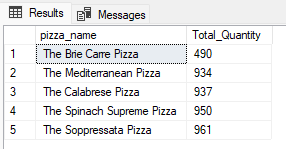 Results Messages
pizza_name Total_Quantity
1 The Brie Carre Pizza 490
2 The Mediterranean Pizza 934
3 The Calabrese Pizza 937
4 The Spinach Supreme Pizza 950
5 The Soppressata Pizza 961